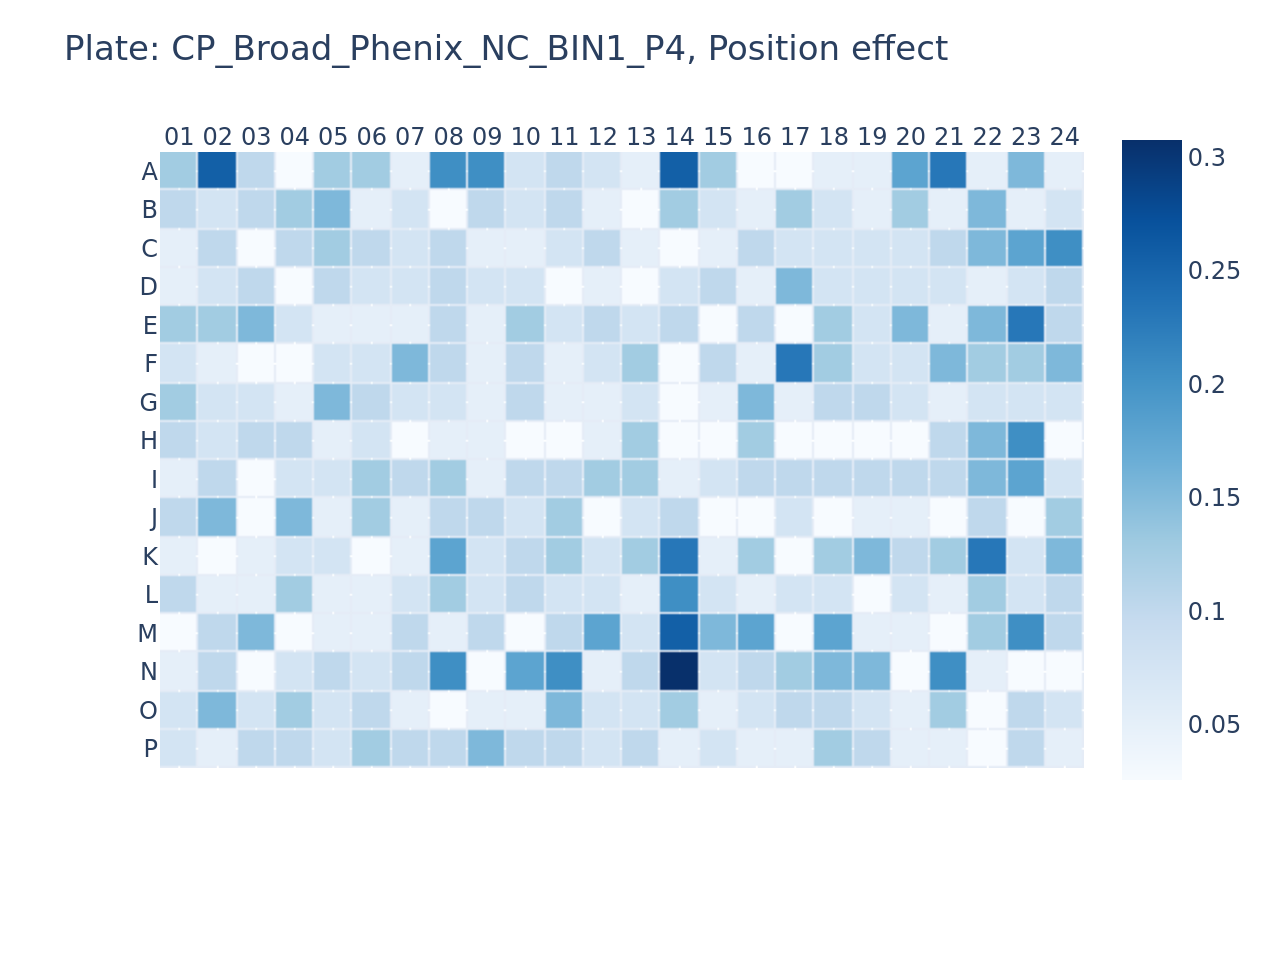 Plate: CP_Broad_Phenix_NC_BIN1_P4, Position effect
01 02 03 04 05 06 07 08 09 10 11 12 13 14 15 16 17 18 19 20 21 22 23 24
A
B
C
D
E
F
G
H
I
J
K
L
M
N
O
P
0.3
0.25
0.2
0.15
0.1
0.05